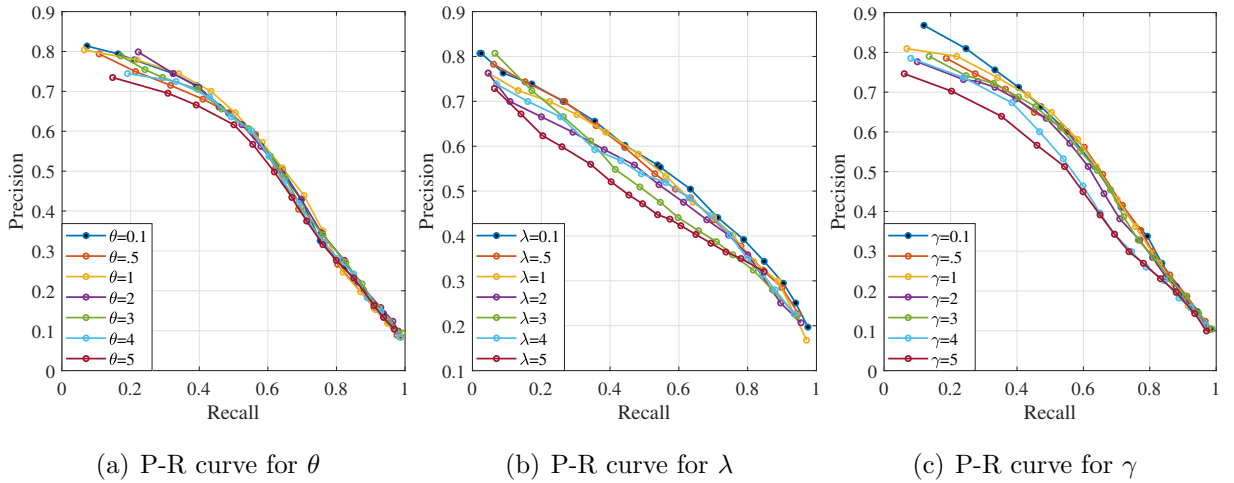 0.9
0.8
0.7
0.6
0.5
0.4
0.3
0.2
0.1
0
Precision
θ=0.1
θ=.5
θ=1
θ=2
θ=3
θ=4
θ=5
0 0.2 0.4 0.6 0.8 1
Recall
(a) P-R curve for θ
0.9
0.8
0.7
0.6
0.5
0.4
0.3
0.2
0.1
Precision
λ=0.1
λ=.5
λ=1
λ=2
λ=3
λ=4
λ=5
0 0.2 0.4 0.6 0.8 1
Recall
(b) P-R curve for λ
0.9
0.8
0.7
0.6
0.5
0.4
0.3
0.2
0.1
0
Precision
γ=0.1
γ=.5
γ=1
γ=2
γ=3
γ=4
γ=5
0 0.2 0.4 0.6 0.8 1
Recall
(c) P-R curve for γ